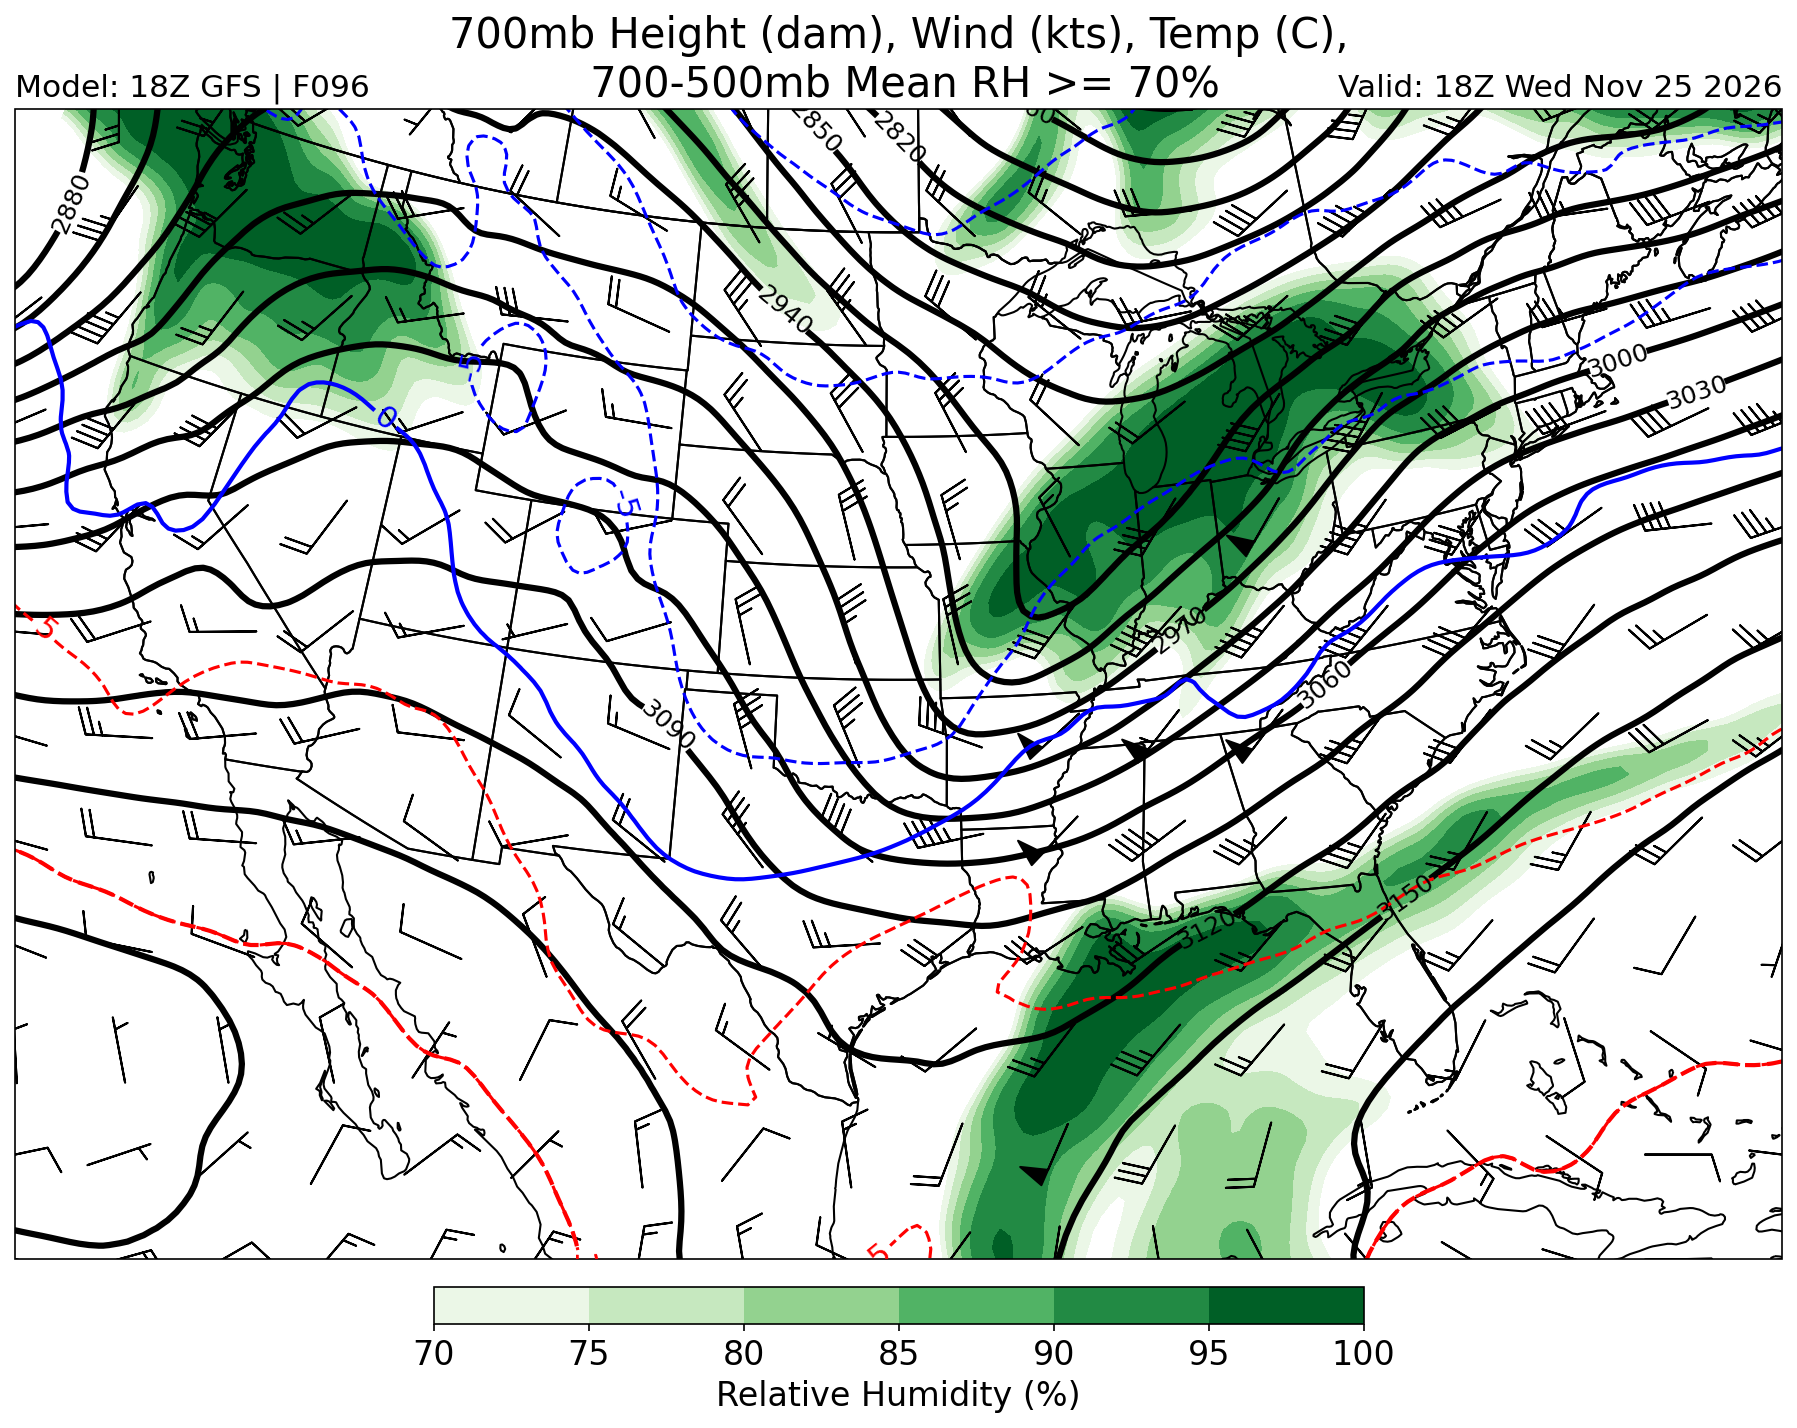 700mb Height (dam), Wind (kts), Temp (C),
Model: 18Z GFS | F096
700-500mb Mean RH >= 70%
Valid: 18Z Wed Nov 25 2026
2850
2820
2880
2940
3000
3030
0
5
5
2970
5
3060
3090
3150
3120
5
70 75 80 85 90 95 100
Relative Humidity (%)